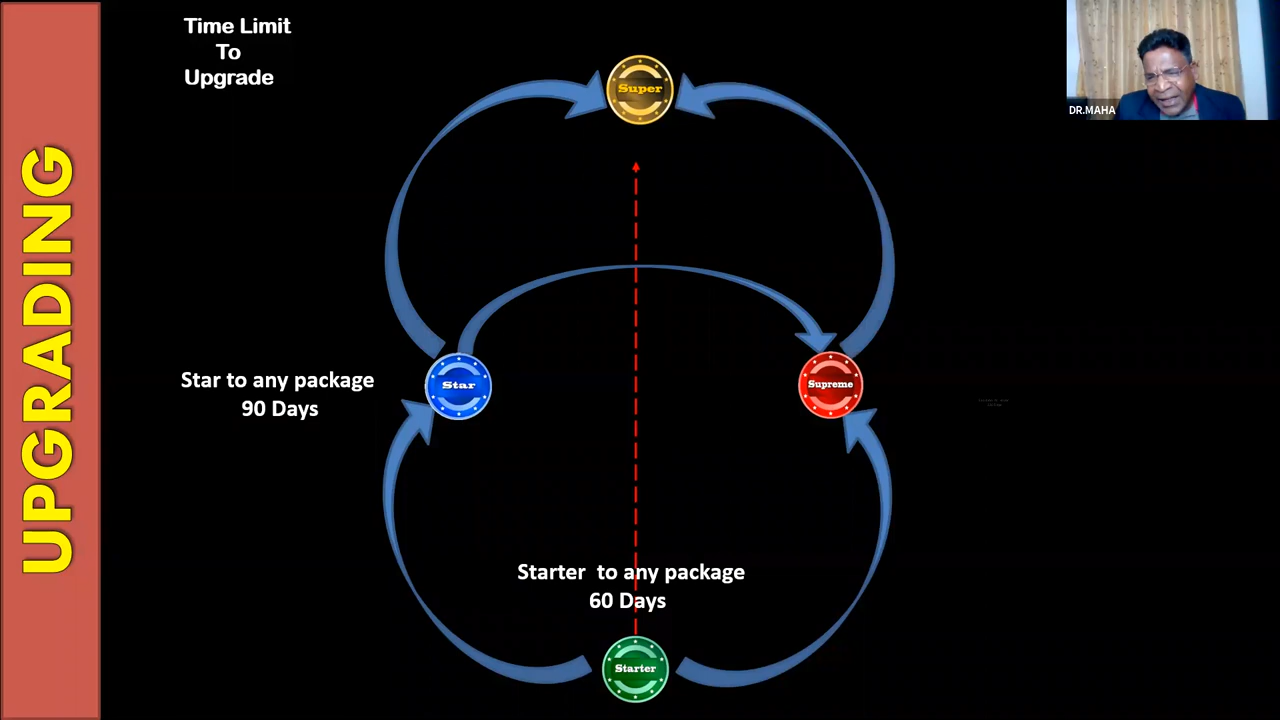 UPGRADING
Time Limit
To
Upgrade
Super
DR.MAHA
Star to any package
90 Days
Star
Supreme
Starter to any package
60 Days
Starter